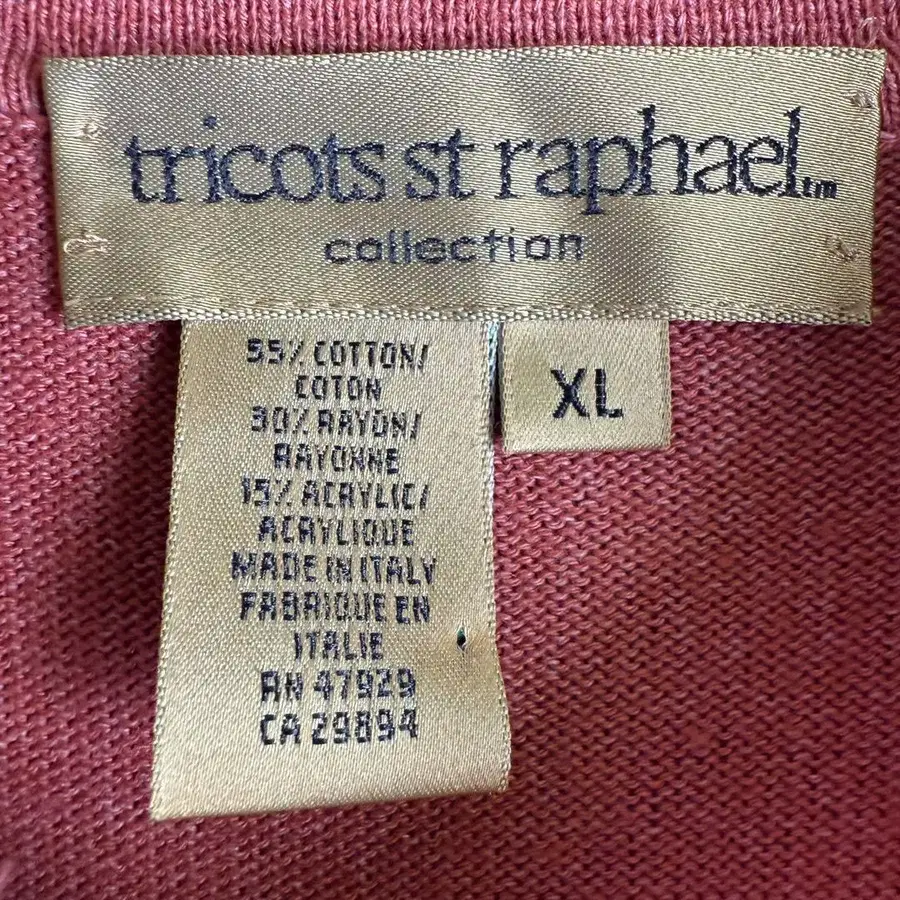 tricots st raphael tm
collection
XL
55% COTTON/
COTON
30% RAYON/
RAYONNE
15% ACRYLIC/
ACRYLIQUE
MADE IN ITALY
FABRIQUE EN
ITALIE
RN 47929
CA 29894